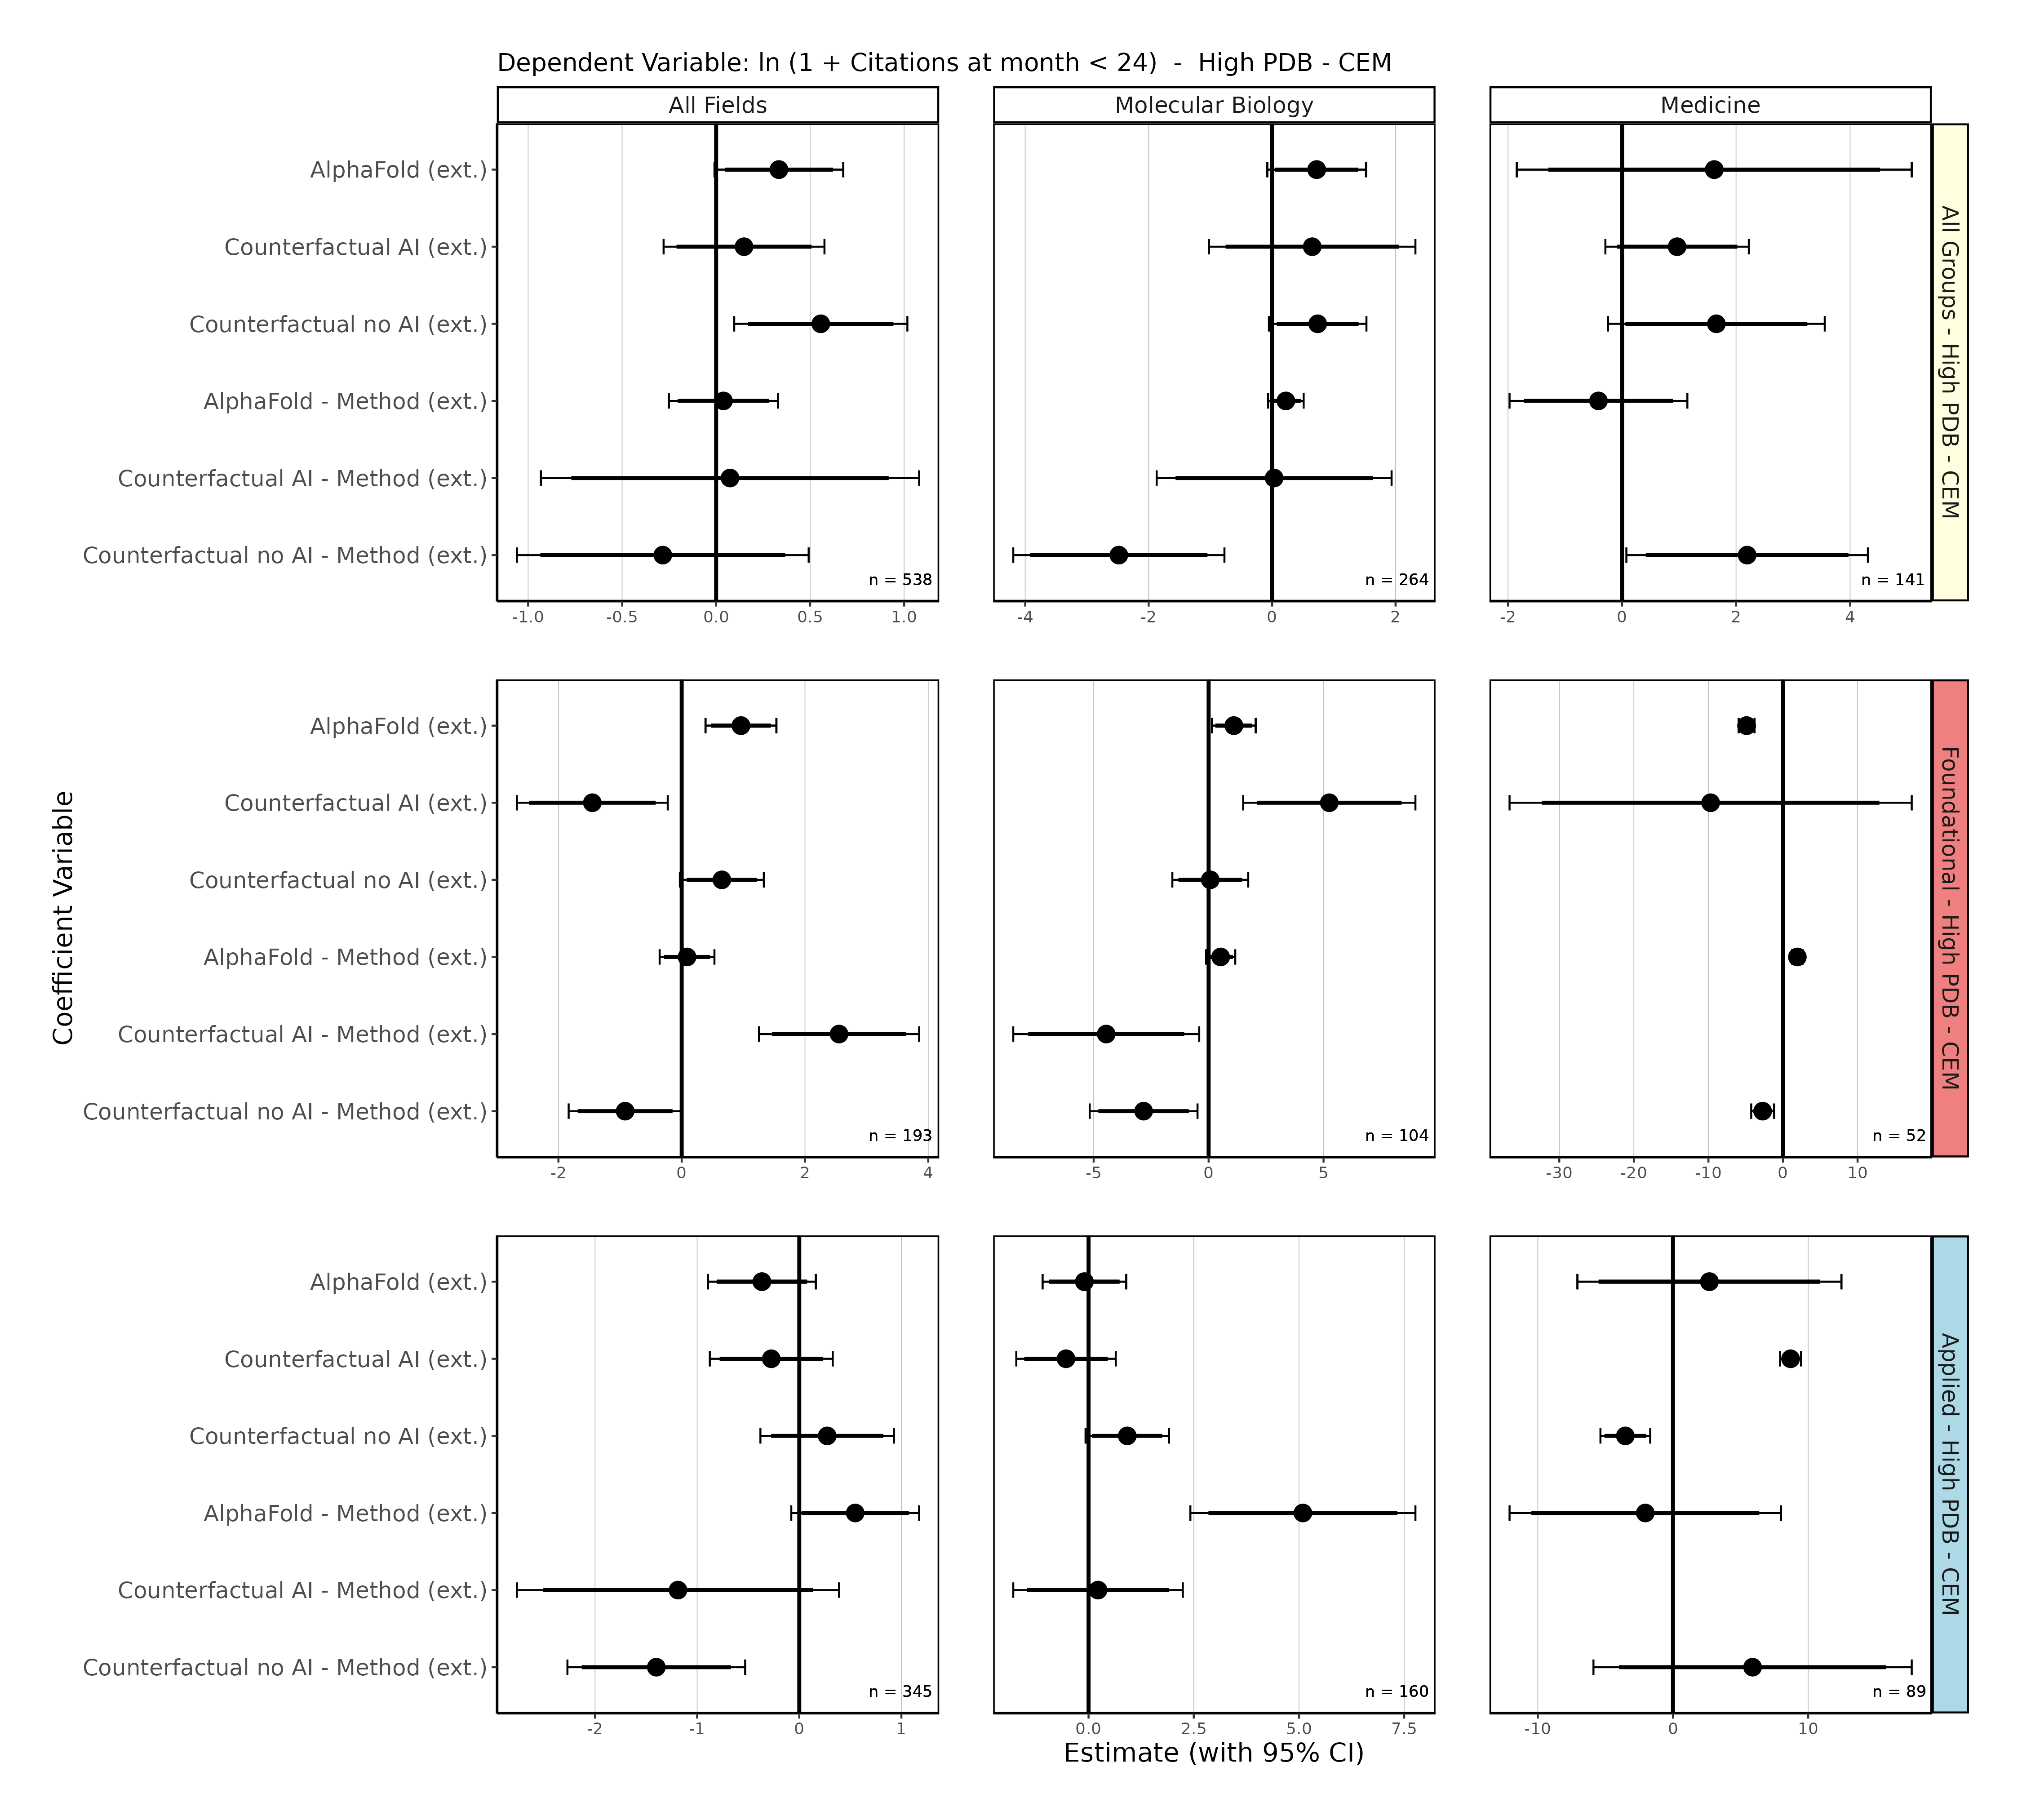 Dependent Variable: ln (1 + Citations at month < 24)  -  High PDB - CEM
All Fields
Molecular Biology
Medicine
AlphaFold (ext.)
Counterfactual AI (ext.)
Counterfactual no AI (ext.)
AlphaFold - Method (ext.)
Counterfactual AI - Method (ext.)
Counterfactual no AI - Method (ext.)
n = 538
n = 264
n = 141
-1.0 -0.5 0.0 0.5 1.0
-4 -2 0 2
-2 0 2 4
All Groups - High PDB - CEM
Coefficient Variable
AlphaFold (ext.)
Counterfactual AI (ext.)
Counterfactual no AI (ext.)
AlphaFold - Method (ext.)
Counterfactual AI - Method (ext.)
Counterfactual no AI - Method (ext.)
n = 193
n = 104
n = 52
-2 0 2 4
-5 0 5
-30 -20 -10 0 10
Foundational - High PDB - CEM
AlphaFold (ext.)
Counterfactual AI (ext.)
Counterfactual no AI (ext.)
AlphaFold - Method (ext.)
Counterfactual AI - Method (ext.)
Counterfactual no AI - Method (ext.)
n = 345
n = 160
n = 89
-2 -1 0 1
0.0 2.5 5.0 7.5
-10 0 10
Applied - High PDB - CEM
Estimate (with 95% CI)